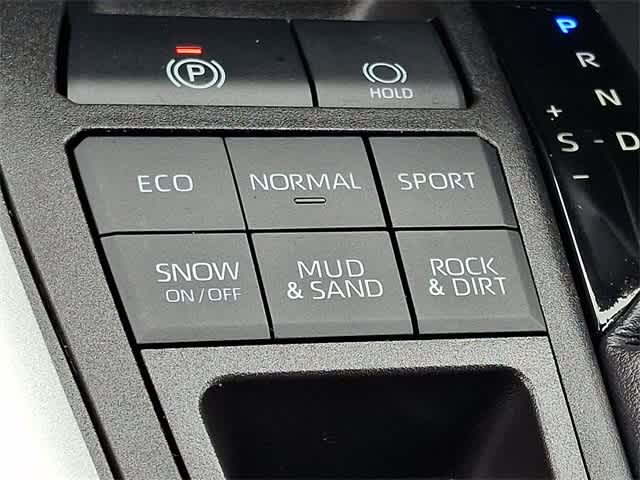 P
HOLD
ECO
NORMAL
SPORT
SNOW
ON/OFF
MUD
& SAND
ROCK
& DIRT
P
R
N
+
S - D
-